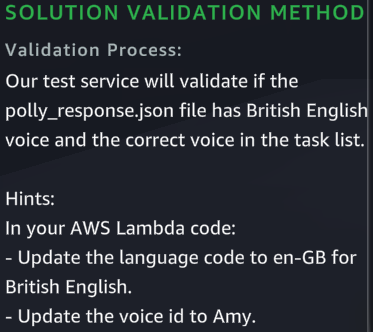 SOLUTION VALIDATION METHOD
Validation Process:
Our test service will validate if the
polly_response.json file has British English
voice and the correct voice in the task list.
Hints:
In your AWS Lambda code:
- Update the language code to en-GB for
British English.
- Update the voice id to Amy.